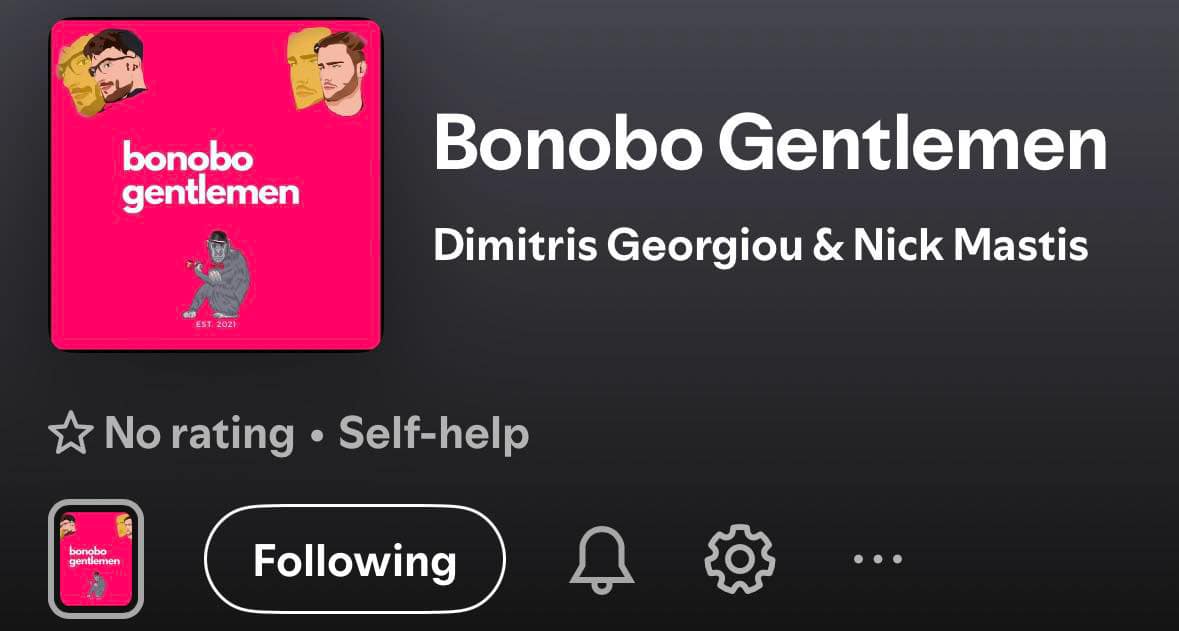 bonobo
gentlemen
EST. 2021
Bonobo Gentlemen
Dimitris Georgiou & Nick Mastis
No rating • Self-help
bonobo
gentlemen
Following